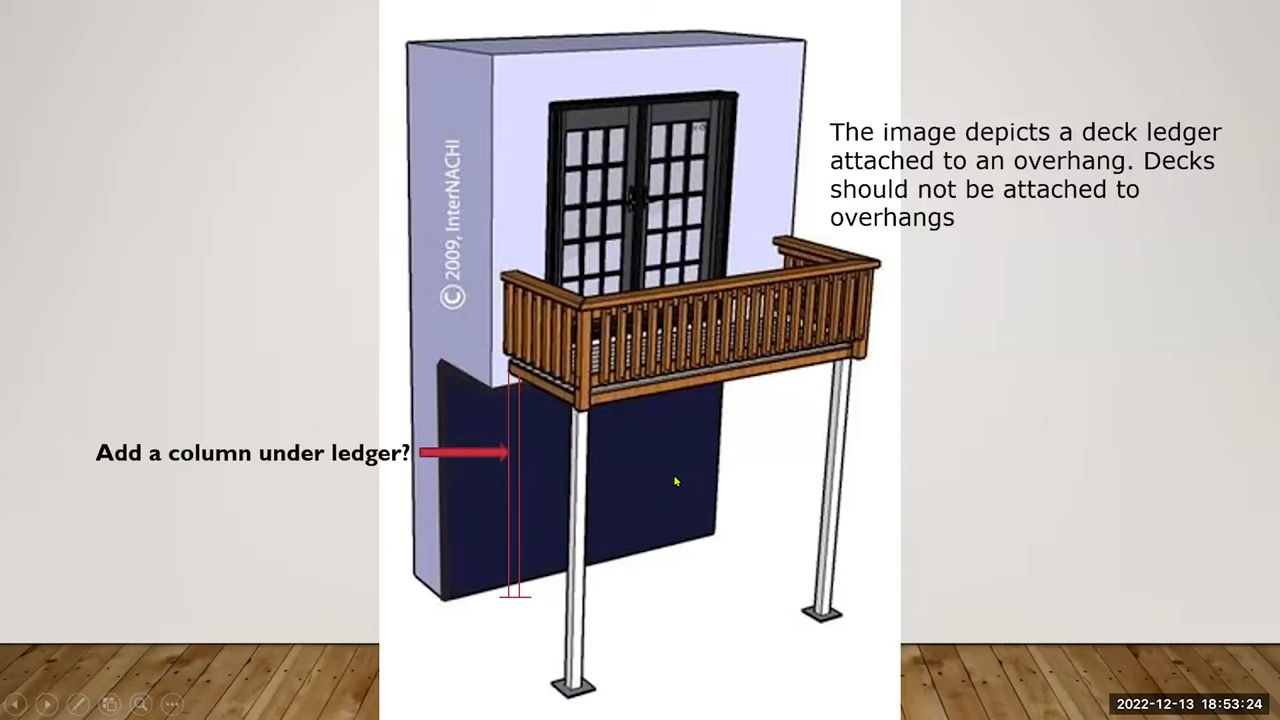 The image depicts a deck ledger
attached to an overhang. Decks
should not be attached to
overhangs
© 2009, InterNACHI
Add a column under ledger?
2022-12-13 18:53:24